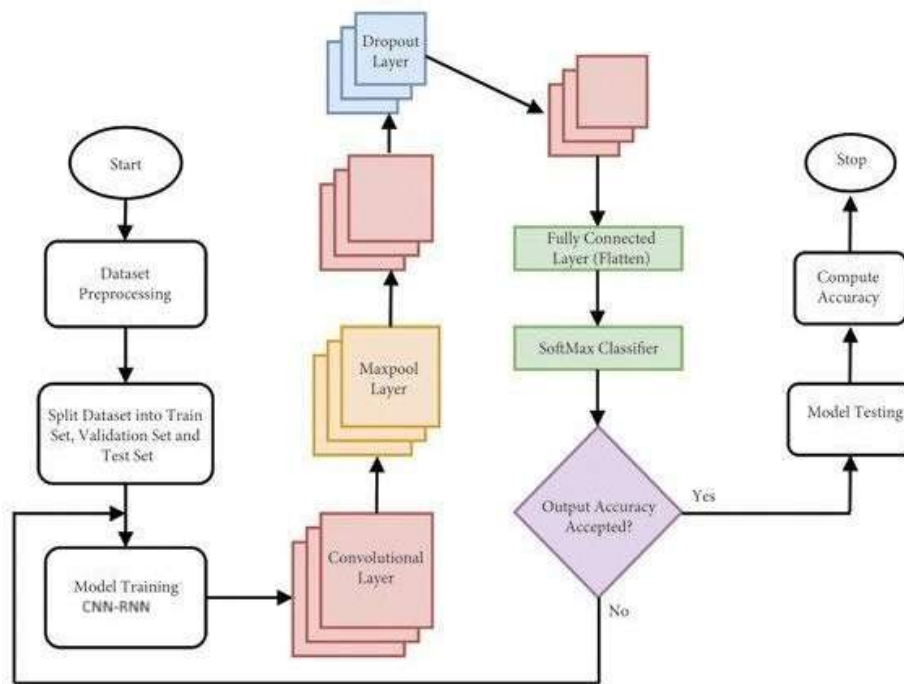 Start
Dataset
Preprocessing
Split Dataset into Train
Set, Validation Set and
Test Set
Model Training
CNN-RNN
Convolutional
Layer
Maxpool
Layer
Dropout
Layer
Fully Connected
Layer (Flatten)
SoftMax Classifier
Output Accuracy
Accepted?
No
Yes
Model Testing
Compute
Accuracy
Stop